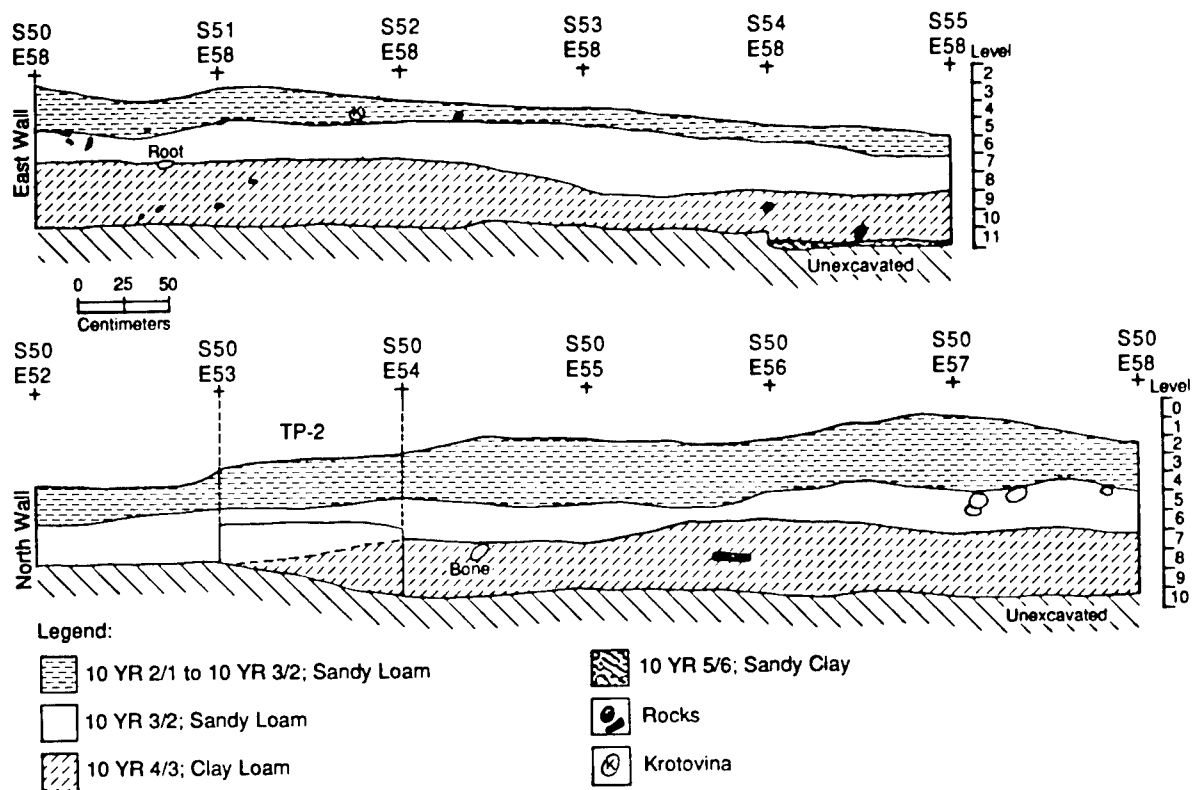 S50 S51 S52 S53 S54 S55
E58 E58 E58 E58 E58 E58
Level
2
3
4
5
6
7
8
9
10
11
East Wall
K
Root
Unexcavated
0 25 50
Centimeters
S50 S50 S50 S50 S50 S50 S50
E52 E53 E54 E55 E56 E57 E58
Level
0
1
2
3
4
5
6
7
8
9
10
TP-2
North Wall
Bone
Unexcavated
Legend:
10 YR 2/1 to 10 YR 3/2; Sandy Loam
10 YR 3/2; Sandy Loam
10 YR 4/3; Clay Loam
10 YR 5/6; Sandy Clay
Rocks
K Krotovina